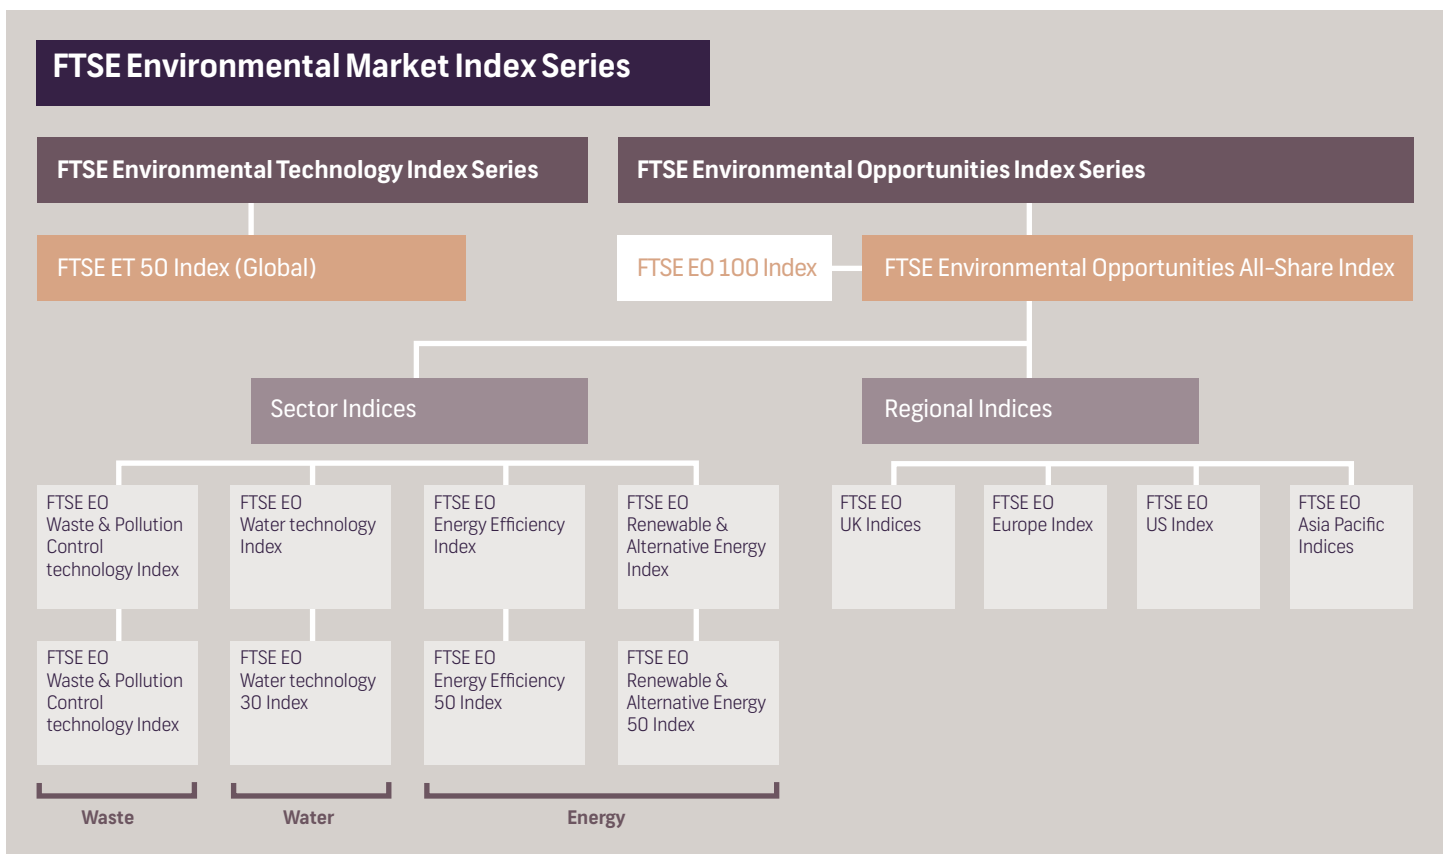 FTSE Environmental Market Index Series
FTSE Environmental Technology Index Series
FTSE Environmental Opportunities Index Series
FTSE ET 50 Index (Global)
FTSE EO 100 Index
FTSE Environmental Opportunities All-Share Index
Sector Indices
Regional Indices
FTSE EO
Waste & Pollution
Control
technology Index
FTSE EO
Water technology
Index
FTSE EO
Energy Efficiency
Index
FTSE EO
Renewable &
Alternative Energy
Index
FTSE EO
UK Indices
FTSE EO
Europe Index
FTSE EO
US Index
FTSE EO
Asia Pacific
Indices
FTSE EO
Waste & Pollution
Control
technology Index
FTSE EO
Water technology
30 Index
FTSE EO
Energy Efficiency
50 Index
FTSE EO
Renewable &
Alternative Energy
50 Index
Waste
Water
Energy